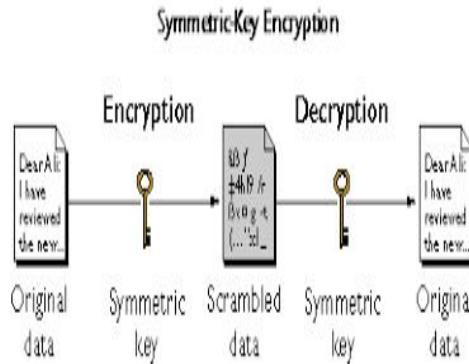 Symmetric-Key Encryption
Encryption
Decryption
Dear Ali
I have
reviewed
the new...
Dear Ali
I have
reviewed
the new...
Original
data
Symmetric
key
Scrambled
data
Symmetric
key
Origina
data